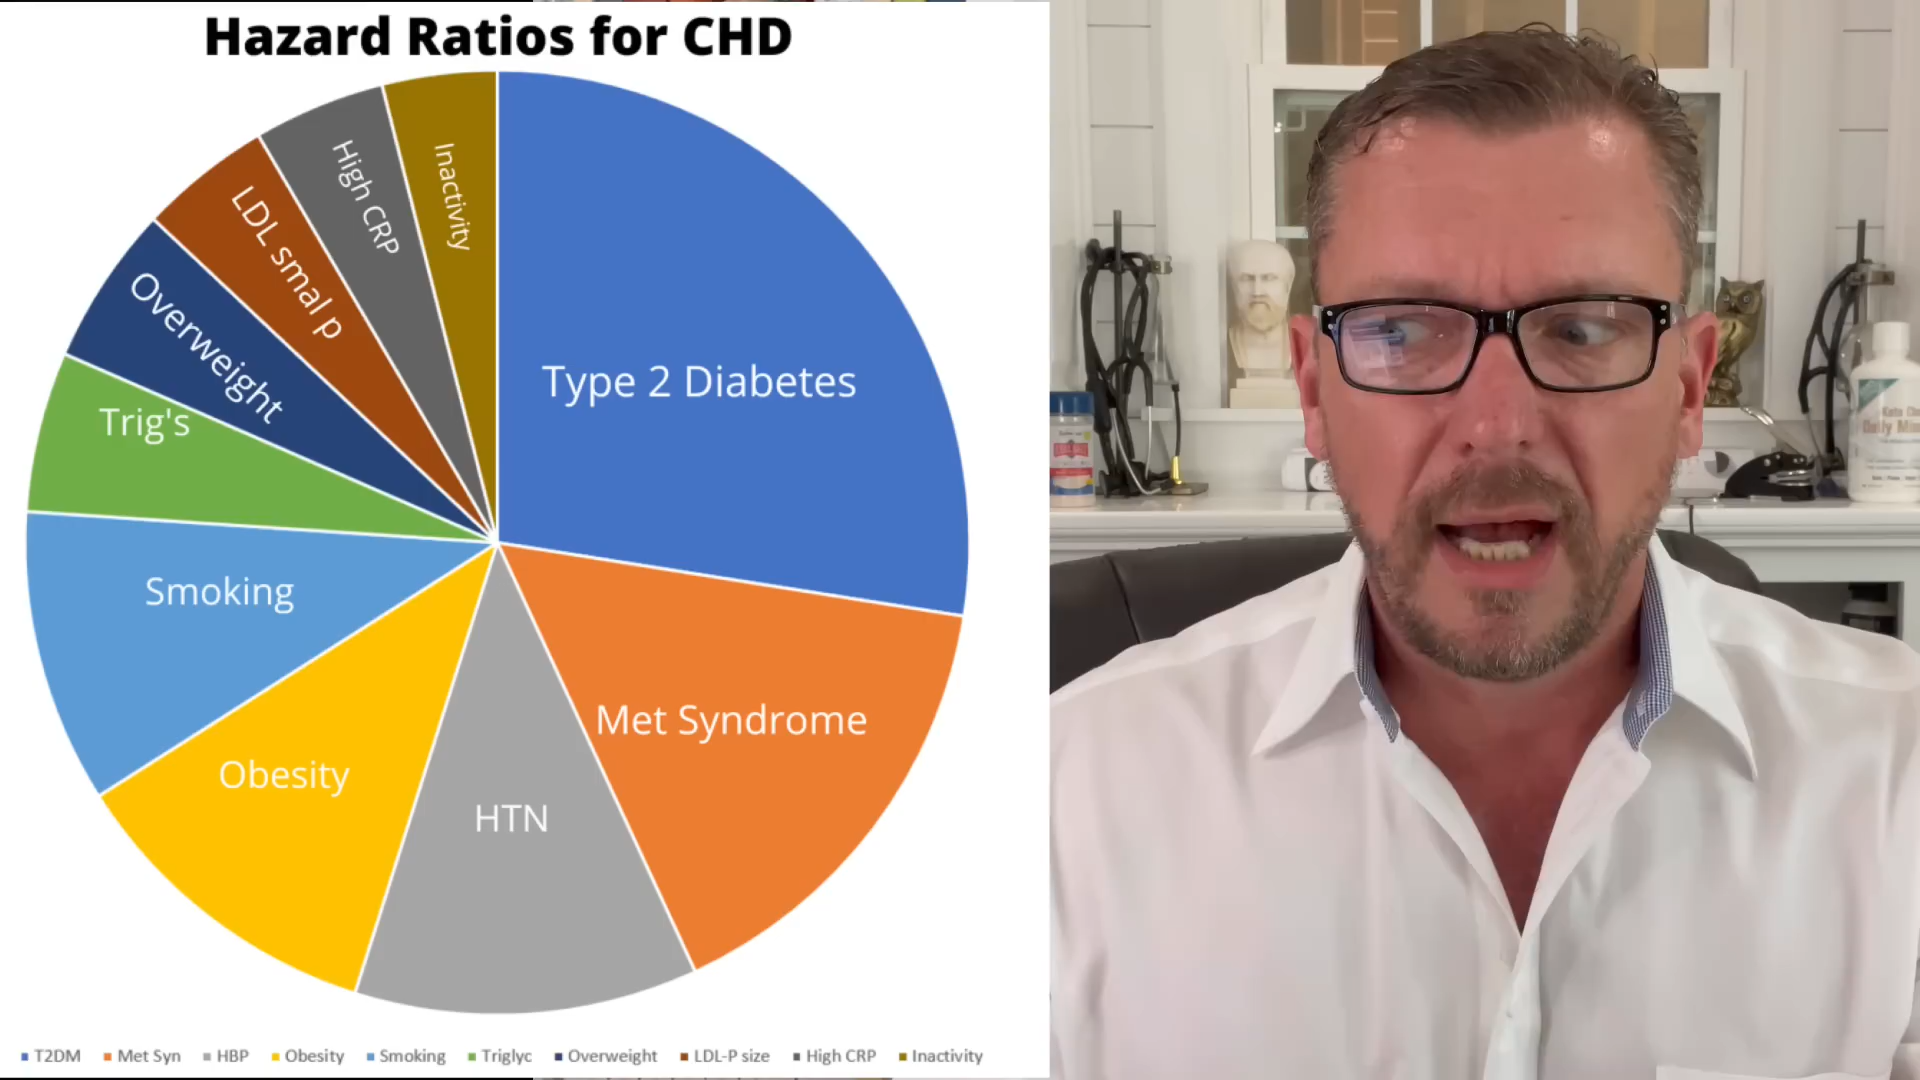 Hazard Ratios for CHD
Inactivity
High CRP
LDL smal p
Overweight
Trig's
Type 2 Diabetes
Smoking
Met Syndrome
Obesity
HTN
T2DM Met Syn HBP Obesity Smoking Triglyc Overweight LDL-P size High CRP Inactivity